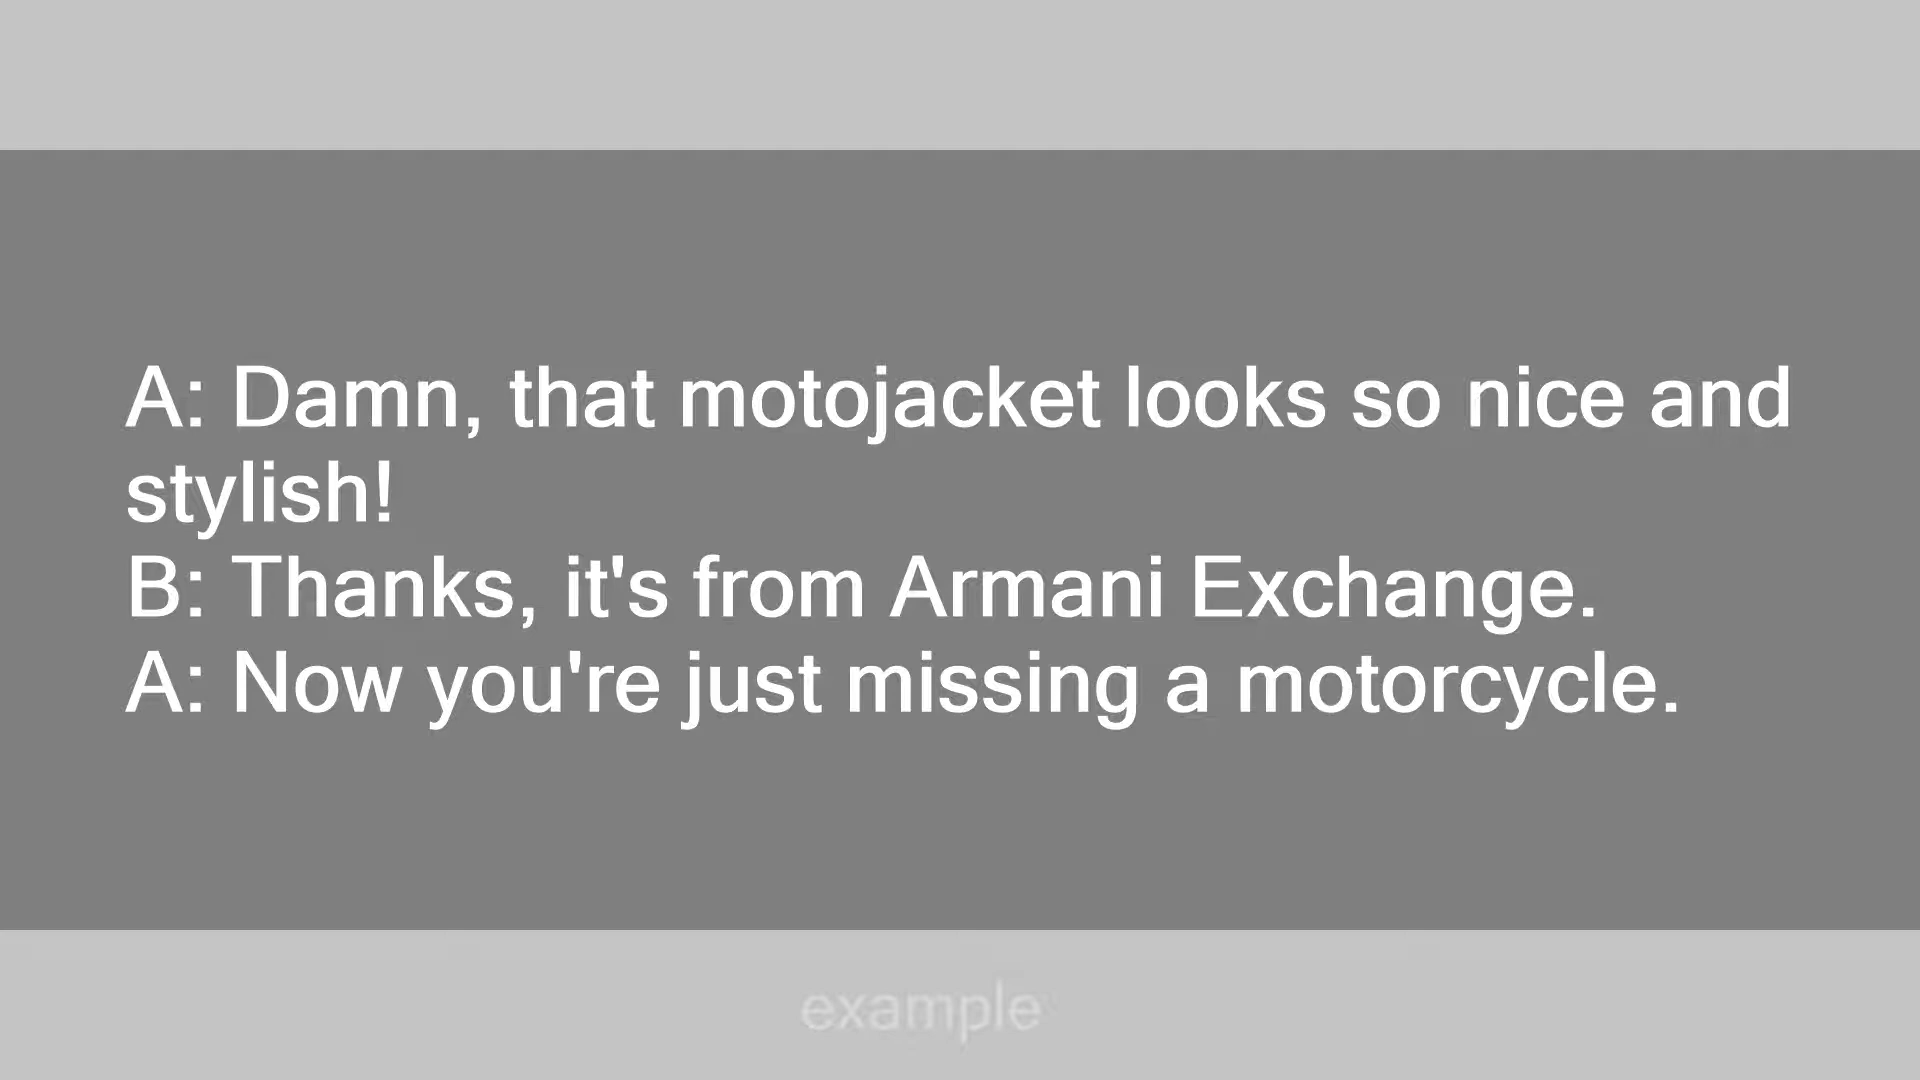 A: Damn, that motojacket looks so nice and
stylish!
B: Thanks, it's from Armani Exchange.
A: Now you're just missing a motorcycle.
example